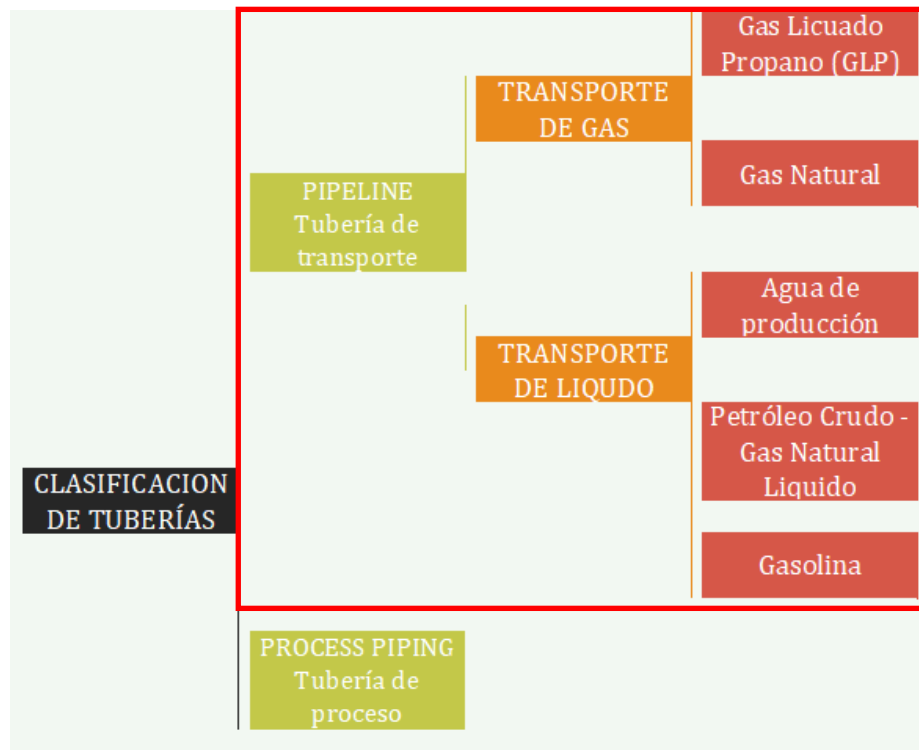 CLASIFICACION
DE TUBERÍAS
PIPELINE
Tubería de
transporte
TRANSPORTE
DE GAS
Gas Licuado
Propano (GLP)
Gas Natural
TRANSPORTE
DE LIQUDO
Agua de
producción
Petróleo Crudo -
Gas Natural
Liquido
Gasolina
PROCESS PIPING
Tubería de
proceso